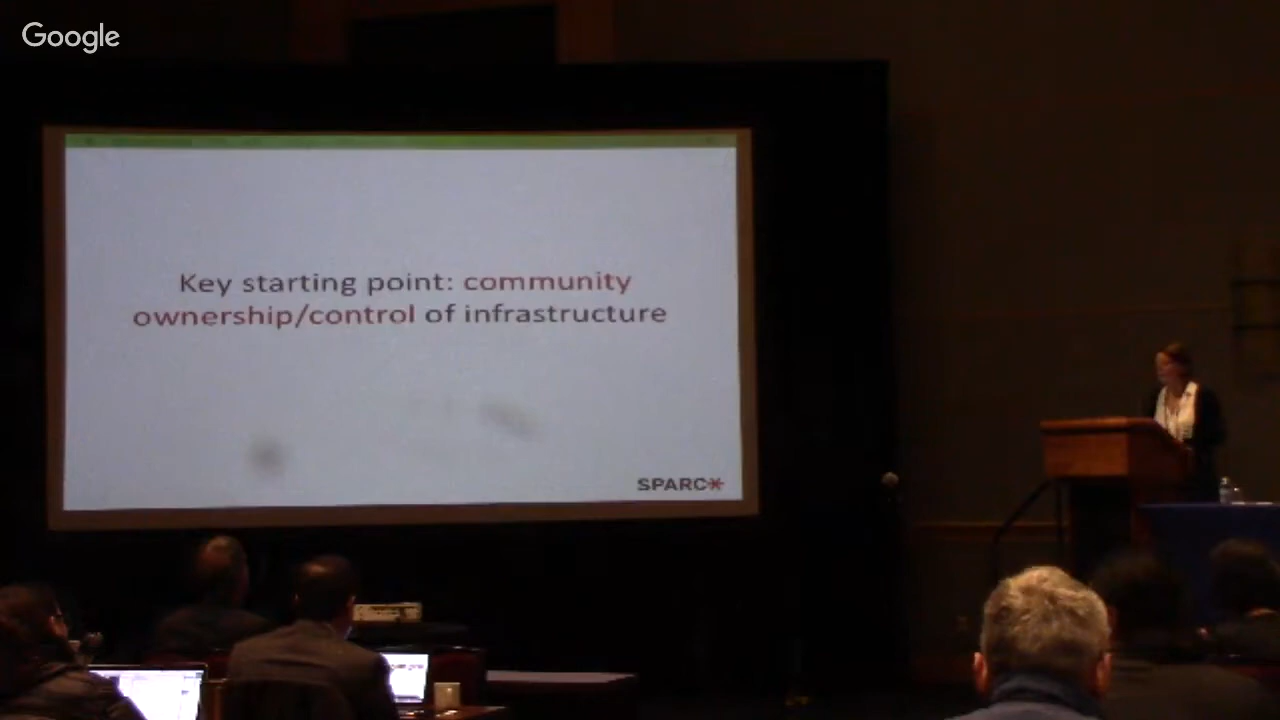 Google
Key starting point: community
ownership/control of infrastructure
SPARC